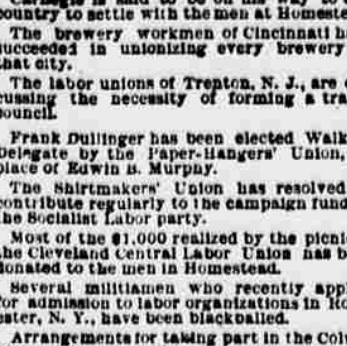 Carnegie is said to be on his way to
country to settle with the men at Homeste
The brewery workmen of Cincinnati h
succeeded in unionizing every brewery
that city.
The labor unions of Trenton, N. J., are
cussing the necessity of forming a tra
council.
Frank Dullinger has been elected Walk
Delegate by the Paper-Hangers' Union,
place of Edwin B. Murphy.
The Shirtmakers' Union has resolved
contribute regularly to the campaign fund
the Socialist Labor party.
Most of the $1,000 realized by the picni
the Cleveland Central Labor Union has b
donated to the men in Homestead.
Several militiamen who recently appl
for admission to labor organizations in Ro
ester, N. Y., have been blackballed.
Arrangements for taking part in the Colu